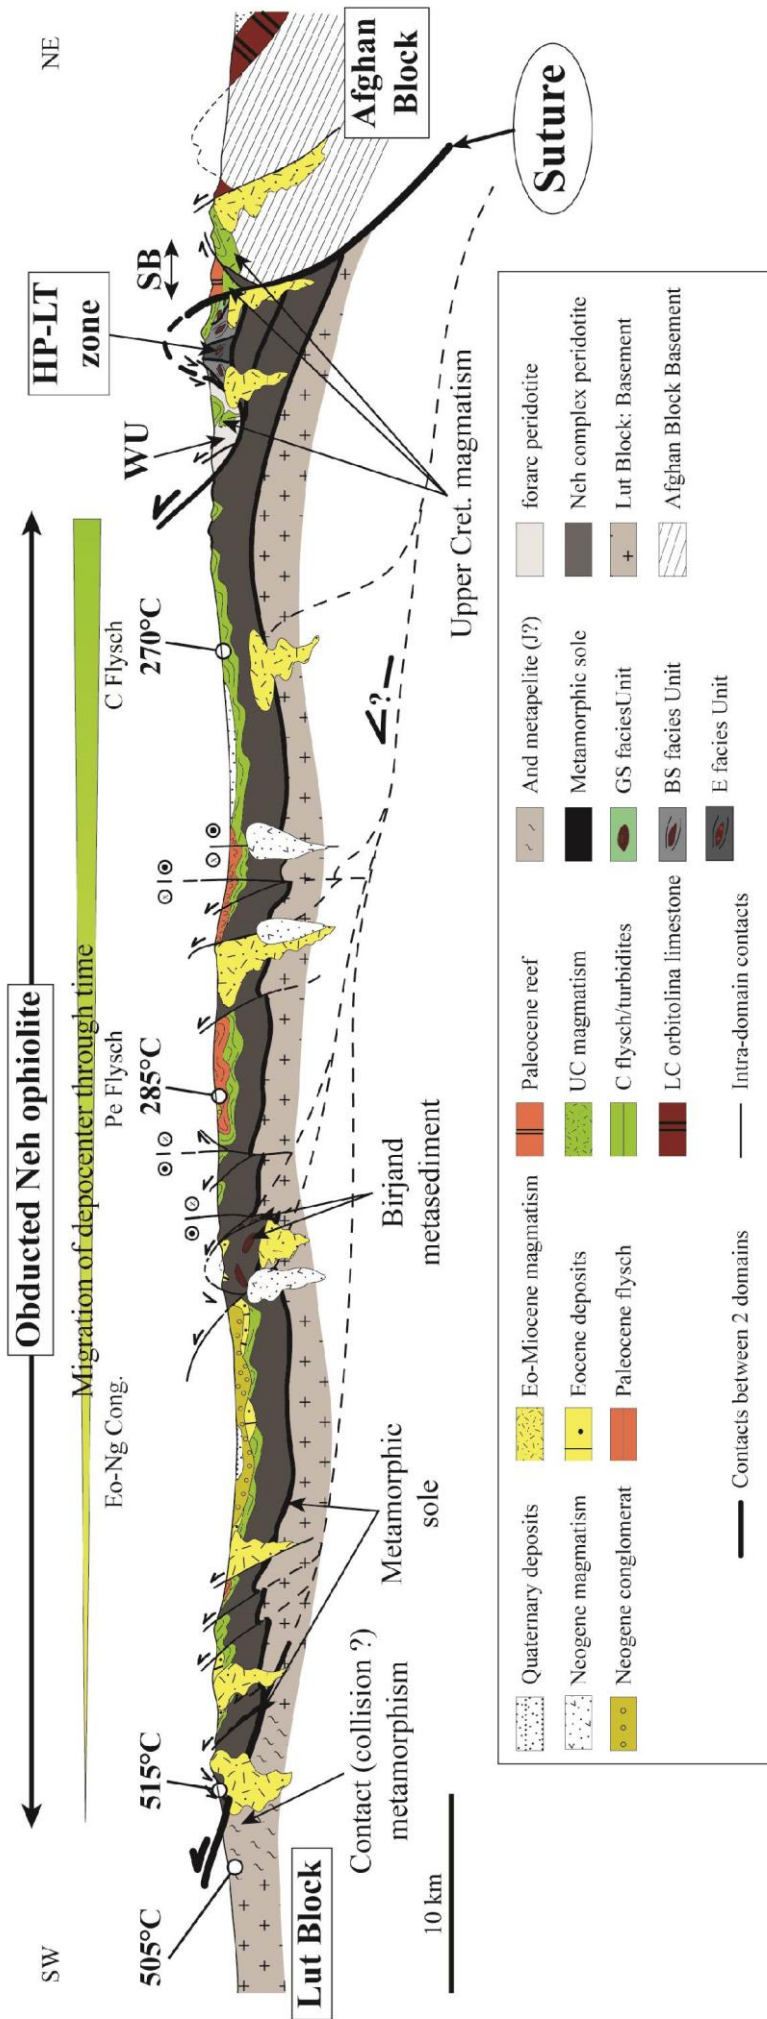 SW
NE
Obducted Neh ophiolite
Migration of depocenter through time
Eo-Ng Cong.
Pe Flysch
C Flysch
505°C
515°C
285°C
270°C
WU
HP-LT
zone
SB
Lut Block
Contact (collision ?)
metamorphism
Metamorphic
sole
Birjand
metasediment
?
Upper Cret. magmatism
Afghan
Block
Suture
10 km
Quaternary deposits
Neogene magmatism
Neogene conglomerat
Eo-Miocene magmatism
Eocene deposits
Paleocene flysch
Paleocene reef
UC magmatism
C flysch/turbidites
LC orbitolina limestone
And metapelite (J?)
Metamorphic sole
GS faciesUnit
BS facies Unit
E facies Unit
forarc peridotite
Neh complex peridotite
Lut Block: Basement
Afghan Block Basement
Contacts between 2 domains
Intra-domain contacts